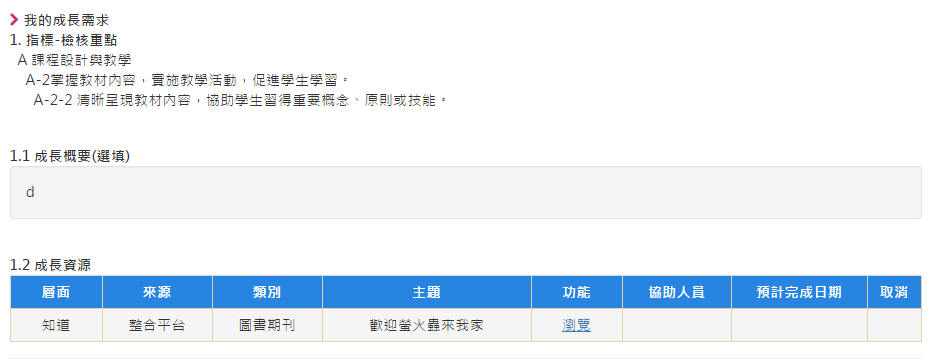 我的成長需求
1. 指標-檢核重點
A 課程設計與教學
A-2掌握教材內容，實施教學活動，促進學生學習。
A-2-2 清晰呈現教材內容，協助學生習得重要概念、原則或技能。
1.1 成長概要(選填)
d
1.2 成長資源
層面 來源 類別 主題 功能 協助人員 預計完成日期 取消
知道 整合平台 圖書期刊 歡迎螢火蟲來我家 瀏覽